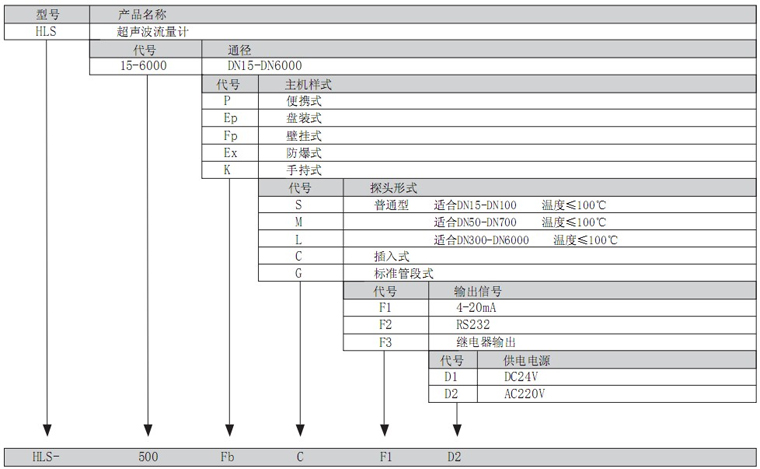 型号 产品名称
HLS 超声波流量计
代号 通径
15-6000 DN15-DN6000
代号 主机样式
P 便携式
Ep 盘装式
Fp 壁挂式
Ex 防爆式
K 手持式
代号 探头形式
S 普通型 适合DN15-DN100 温度≤100℃
M 适合DN50-DN700 温度≤100℃
L 适合DN300-DN6000 温度≤100℃
C 插入式
G 标准管段式
代号 输出信号
F1 4-20mA
F2 RS232
F3 继电器输出
代号 供电电源
D1 DC24V
D2 AC220V
HLS- 500 Fb C F1 D2